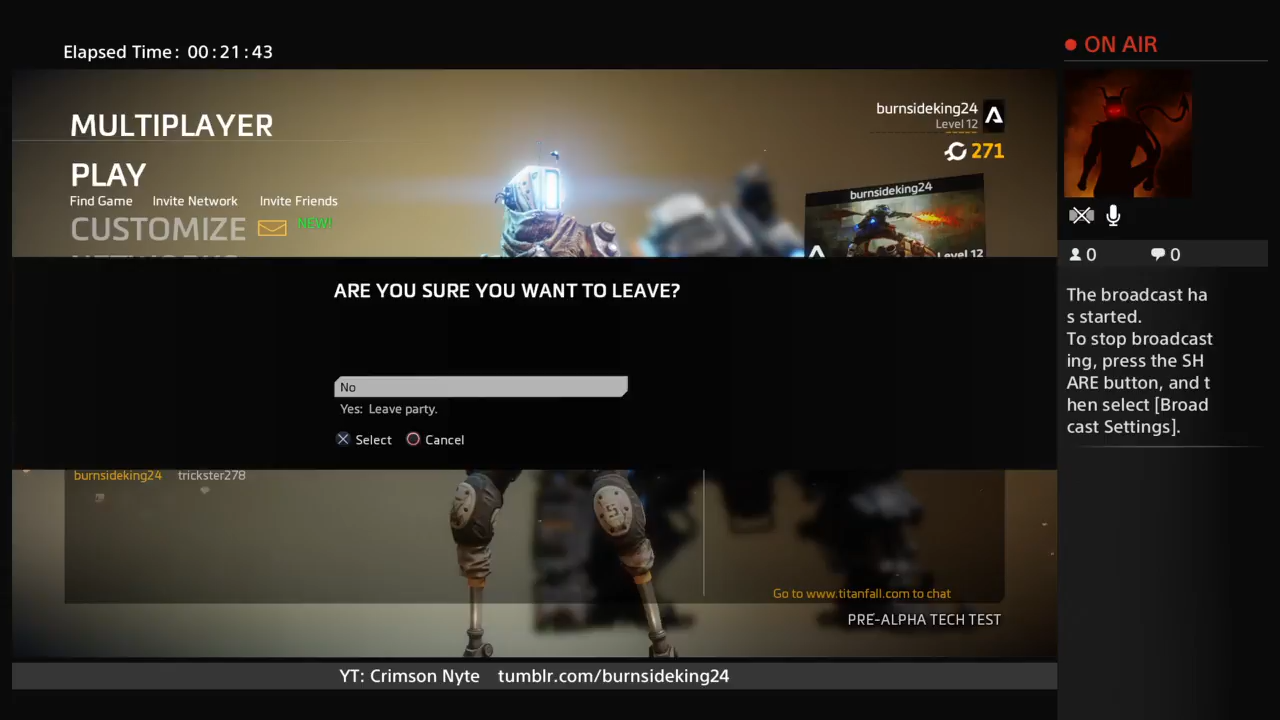 Elapsed Time: 00:21:43
ON AIR
MULTIPLAYER
burnsideking24
Level 12
271
PLAY
Find Game Invite Network Invite Friends
CUSTOMIZE NEW!
burnsideking24
Level 12
0 0
ARE YOU SURE YOU WANT TO LEAVE?
No
Yes: Leave party.
Select Cancel
The broadcast ha
s started.
To stop broadcast
ing, press the SH
ARE button, and t
hen select [Broad
cast Settings].
burnsideking24 trickster278
Go to www.titanfall.com to chat
PRE-ALPHA TECH TEST
YT: Crimson Nyte tumblr.com/burnsideking24